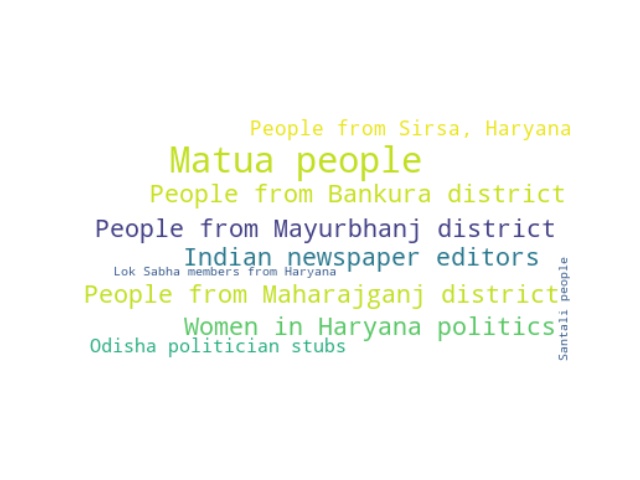 People from Sirsa, Haryana
Matua people
People from Bankura district
People from Mayurbhanj district
Indian newspaper editors
Lok Sabha members from Haryana
People from Maharajganj district
Women in Haryana politics
Odisha politician stubs
Santali people